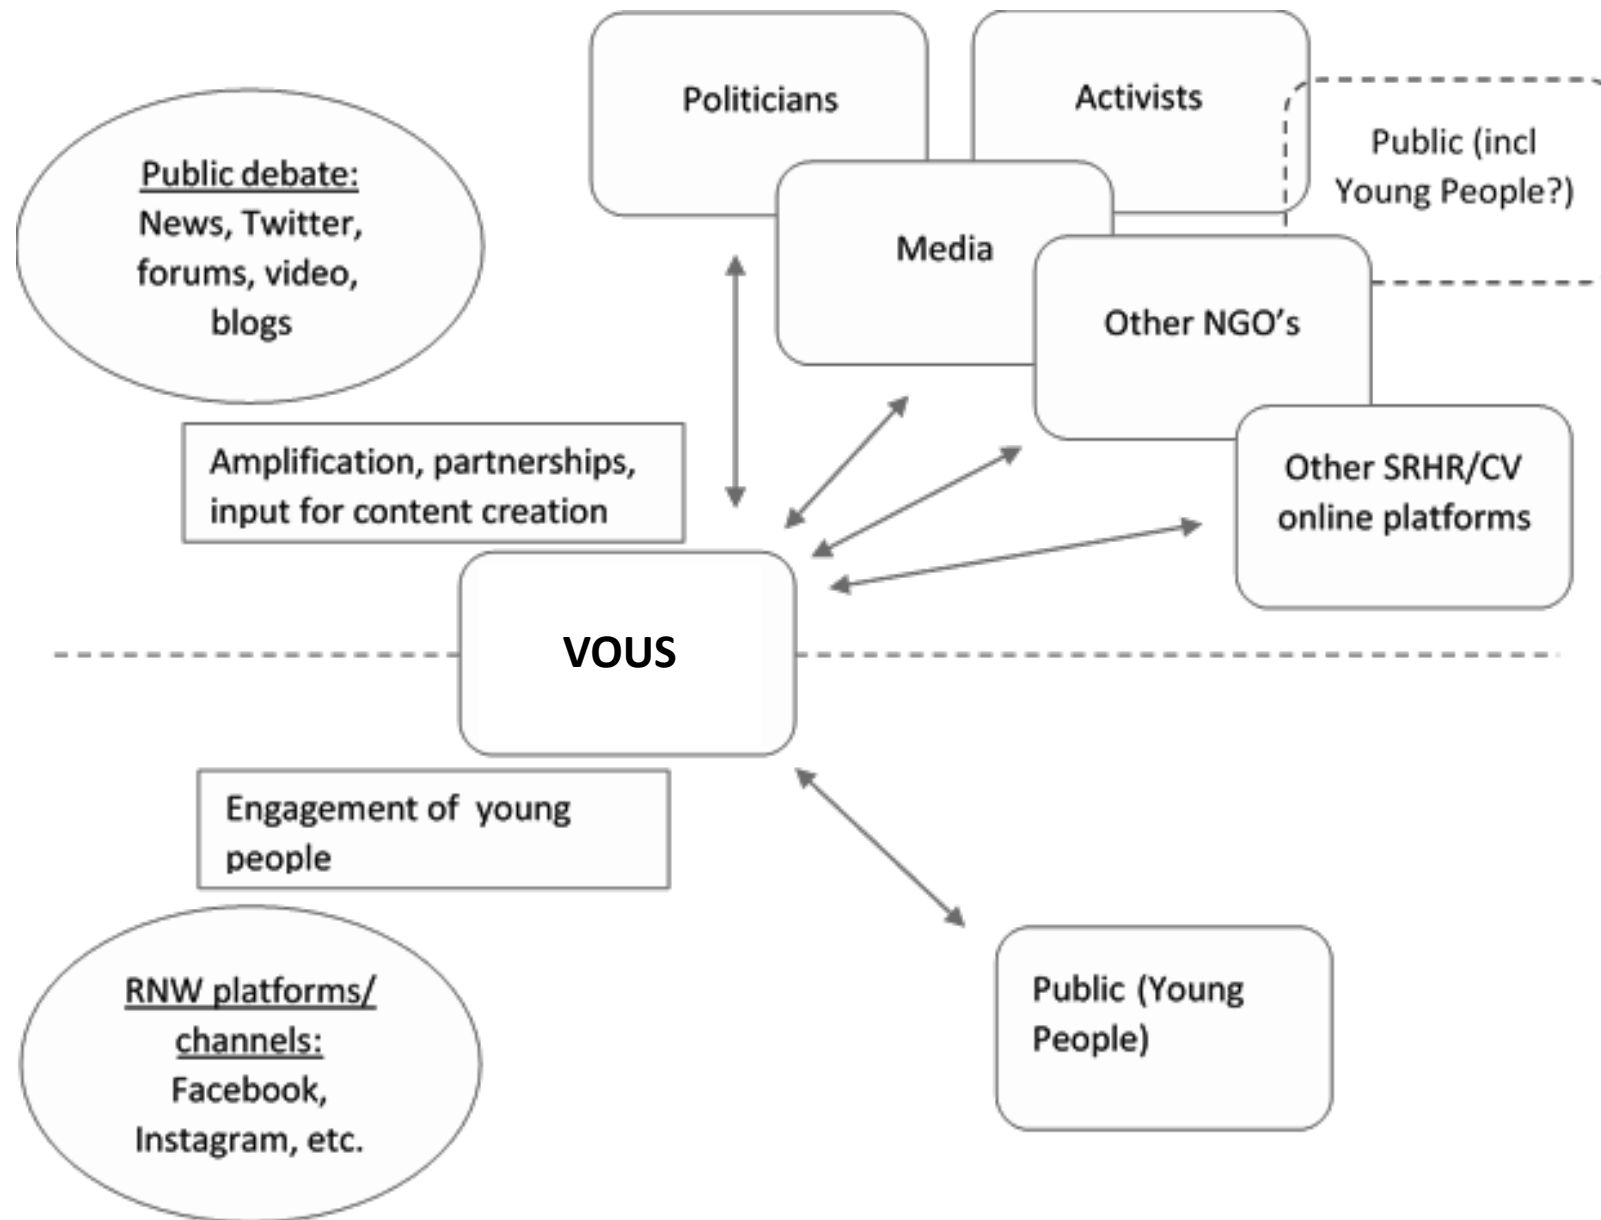 Politicians
Activists
Public (incl
Young People?)
Public debate:
News, Twitter,
forums, video,
blogs
Media
Other NGO’s
Amplification, partnerships,
input for content creation
Other SRHR/CV
online platforms
VOUS
Engagement of  young
people
RNW platforms/
channels:
Facebook,
Instagram, etc.
Public (Young
People)